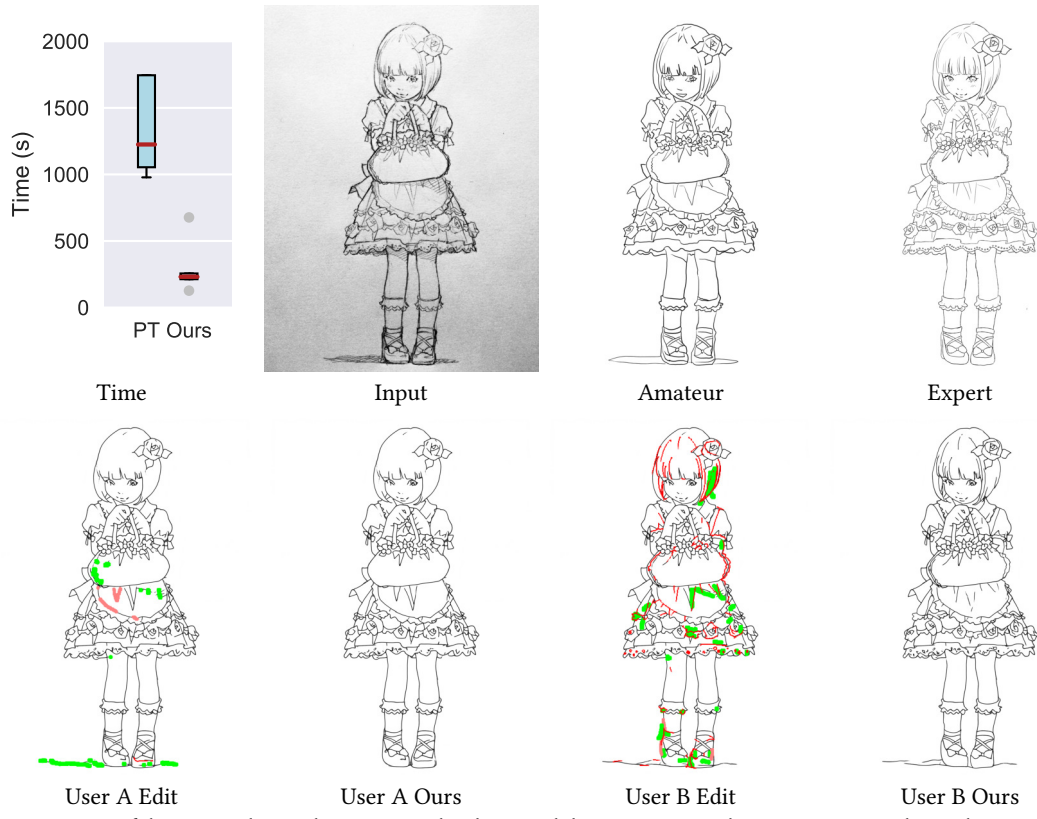 2000
1500
1000
500
0
Time (s)
PT Ours
Time
Input
Amateur
Expert
User A Edit
User A Ours
User B Edit
User B Ours